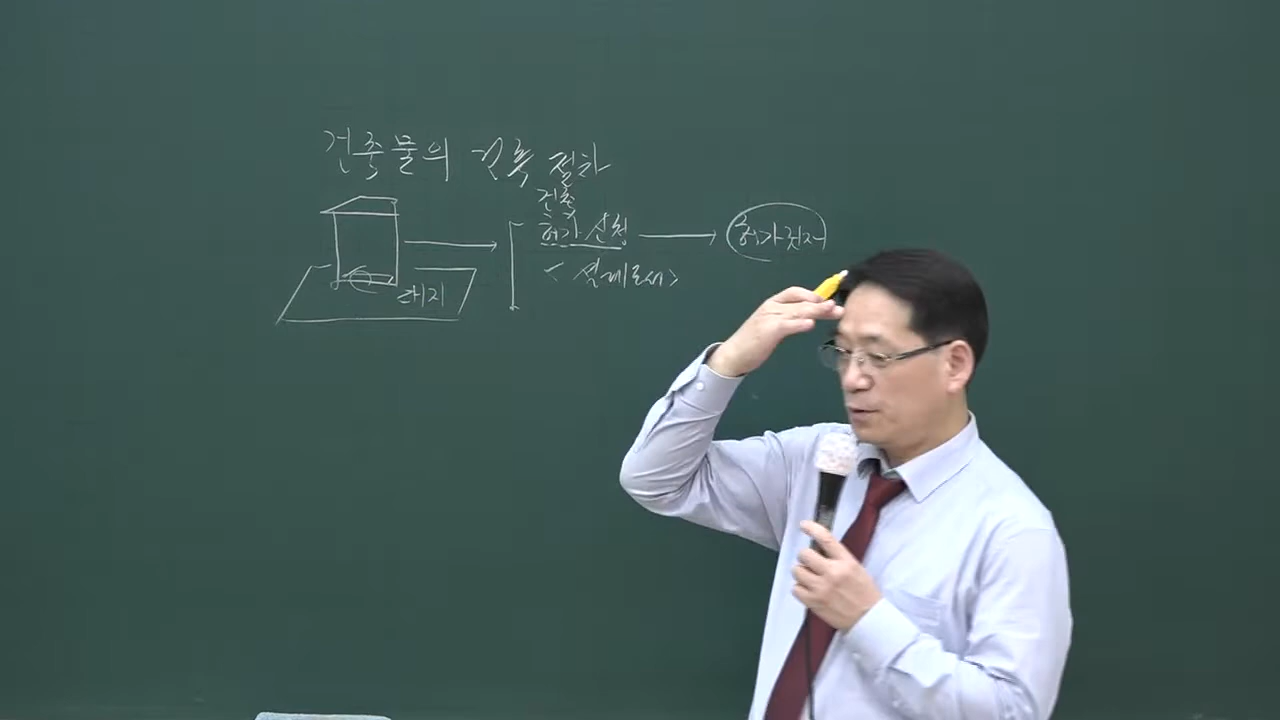 건축물의 건축 절차
건축
허가 신청
허가권자
<설계도서>
대지